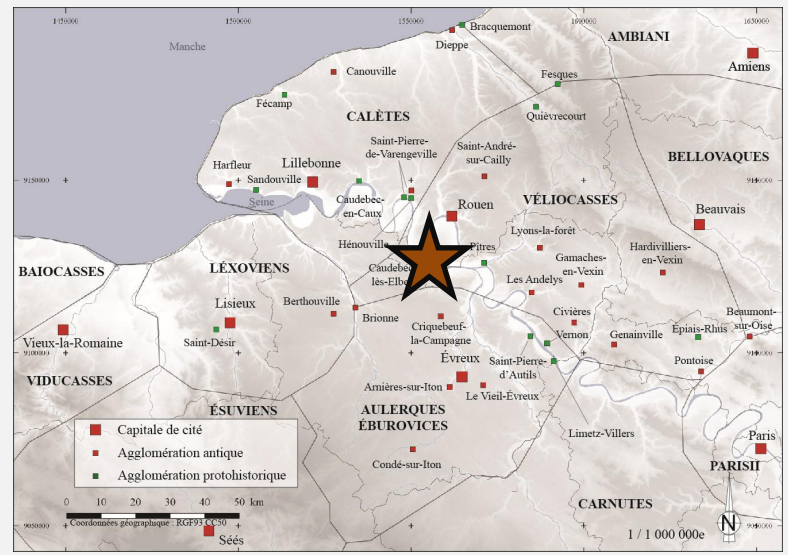 1450000
1500000
1550000
1600000
1650000
Bracquemont
AMBIANI
Manche
Dieppe
Amiens
Canouville
Fesques
Fécamp
Quièvrecourt
CALÈTES
Saint-Pierre-
de-Varengeville
Saint-André-
sur-Cailly
BELLOVAQUES
Harfleur
Lillebonne
9150000
Sandouville
9150000
Seine
Caudebec-
en-Caux
Rouen
VÉLIOCASSES
Beauvais
Hénouville
Pîtres
Lyons-la-forêt
Gamaches-
en-Vexin
Hardivilliers-
en-Vexin
BAIOCASSES
LÉXOVIENS
Caudebec
lès-Elbe
Les Andélys
Berthouville
Lisieux
Brionne
Criquebeuf-
la-Campagne
Civières
Vernon
Genainville
Beaumont-
sur-Oise
Epiais-Rhus
Vieux-la-Romaine
Saint-Désir
9100000
9100000
Évreux
Saint-Pierre-
d'Autils
Pontoise
VIDUCASSES
Arnières-sur-Iton
Le Vieil-Évreux
ÉSUVIENS
AULERQUES
ÉBUROVICES
Limetz-Villers
Capitale de cité
Agglomération antique
Agglomération protohistorique
Condé-sur-Iton
Paris
PARISII
0 10 20 30 40 50 km
CARNUTES
9050000
Coordonnées géographique : RGF93 CC50
9050000
Séés
1 / 1 000 000e
N